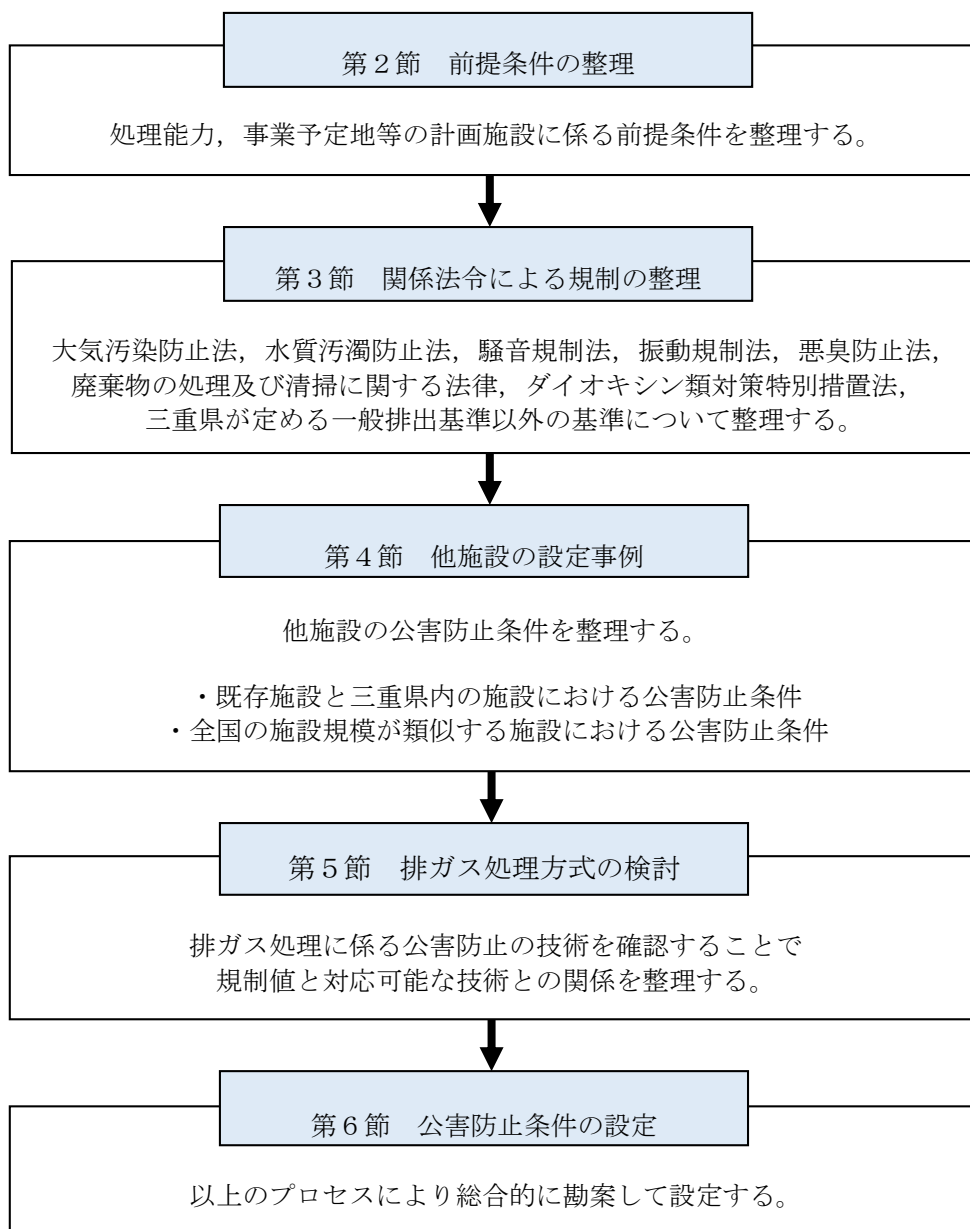 第２節　前提条件の整理
処理能力，事業予定地等の計画施設に係る前提条件を整理する。
第３節　関係法令による規制の整理
大気汚染防止法，水質汚濁防止法，騒音規制法，振動規制法，悪臭防止法，
廃棄物の処理及び清掃に関する法律，ダイオキシン類対策特別措置法，
三重県が定める一般排出基準以外の基準について整理する。
第４節　他施設の設定事例
他施設の公害防止条件を整理する。
・既存施設と三重県内の施設における公害防止条件
・全国の施設規模が類似する施設における公害防止条件
第５節　排ガス処理方式の検討
排ガス処理に係る公害防止の技術を確認することで
規制値と対応可能な技術との関係を整理する。
第６節　公害防止条件の設定
以上のプロセスにより総合的に勘案して設定する。